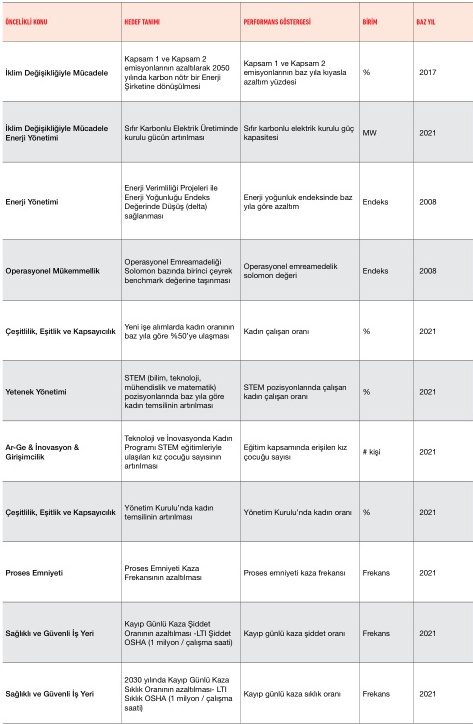 ÖNCELİKLİ KONU
HEDEF TANIMI
PERFORMANS GÖSTERGESİ
BİRİM
BAZ YIL
İklim Değişikliğiyle Mücadele
Kapsam 1 ve Kapsam 2
emisyonlarının azaltılarak 2050
yılında karbon nötr bir Enerji
Şirketine dönüşülmesi
Kapsam 1 ve Kapsam 2
emisyonlarının baz yıla kıyasla
azaltım yüzdesi
%
2017
İklim Değişikliğiyle Mücadele
Enerji Yönetimi
Sıfır Karbonlu Elektrik Üretiminde
kurulu gücün artırılması
Sıfır karbonlu elektrik kurulu güç
kapasitesi
MW
2021
Enerji Yönetimi
Enerji Verimliliği Projeleri ile
Enerji Yoğunluğu Endeks
Değerinde Düşüş (delta)
sağlanması
Enerji yoğunluk endeksinde baz
yıla göre azaltım
Endeks
2008
Operasyonel Mükemmellik
Operasyonel Emreamadeliği
Solomon bazında birinci çeyrek
benchmark değerine taşınması
Operasyonel emreamedelik
solomon değeri
Endeks
2008
Çeşitlilik, Eşitlik ve Kapsayıcılık
Yeni işe alımlarda kadın oranının
baz yıla göre %50'ye ulaşması
Kadın çalışan oranı
%
2021
Yetenek Yönetimi
STEM (bilim, teknoloji,
mühendislik ve matematik)
pozisyonlarında baz yıla göre
kadın temsilinin artırılması
STEM pozisyonlarında çalışan
kadın çalışan oranı
%
2021
Ar-Ge & İnovasyon &
Girişimcilik
Teknoloji ve İnovasyonda Kadın
Programı STEM eğitimleriyle
ulaşılan kız çocuğu sayısının
artırılması
Eğitim kapsamında erişilen kız
çocuğu sayısı
# kişi
2021
Çeşitlilik, Eşitlik ve Kapsayıcılık
Yönetim Kurulu'nda kadın
temsilinin artırılması
Yönetim Kurulu'nda kadın oranı
%
2021
Proses Emniyeti
Proses Emniyeti Kaza
Frekansının azaltılması
Proses emniyeti kaza frekansı
Frekans
2021
Sağlıklı ve Güvenli İş Yeri
Kayıp Günlü Kaza Şiddet
Oranının azaltılması -LTI Şiddet
OSHA (1 milyon / çalışma saati)
Kayıp günlü kaza şiddet oranı
Frekans
2021
Sağlıklı ve Güvenli İş Yeri
2030 yılında Kayıp Günlü Kaza
Sıklık Oranının azaltılması- LTI
Sıklık OSHA (1 milyon / çalışma
saati)
Kayıp günlü kaza sıklık oranı
Frekans
2021